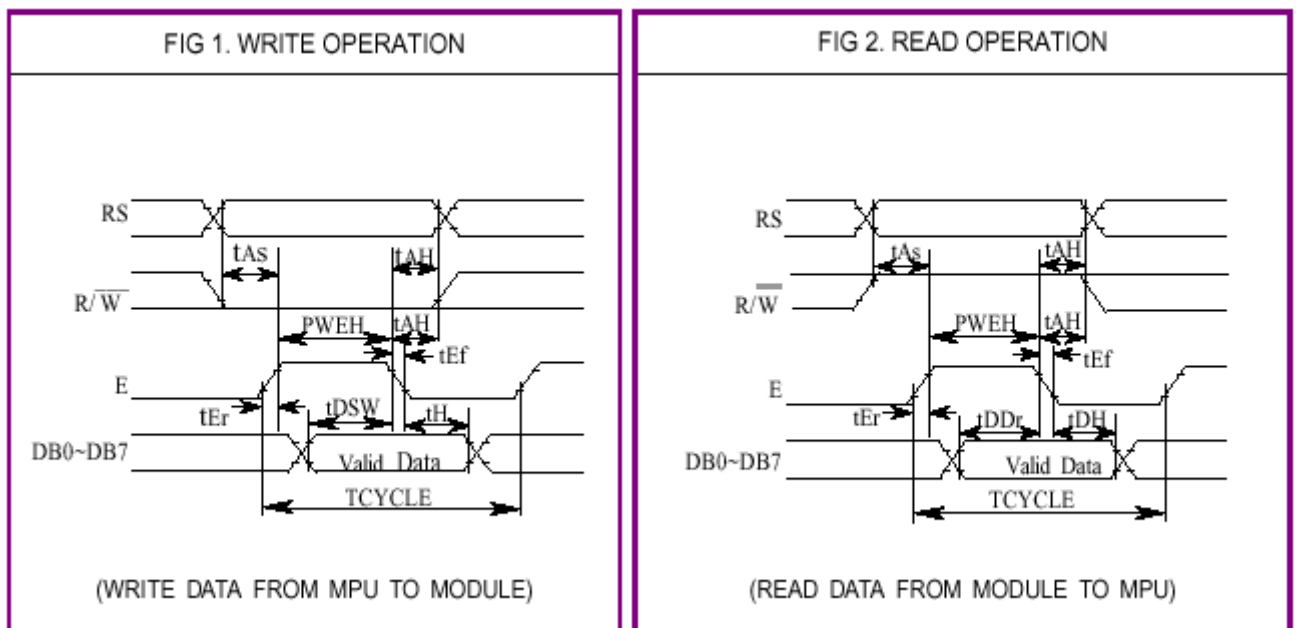 FIG 1. WRITE OPERATION
RS
tAs
tAH
R/W
PWEH
tAH
tEf
E
tEr
tDSW
tH
DB0~DB7
Valid Data
TCYCLE
(WRITE DATA FROM MPU TO MODULE)
FIG 2. READ OPERATION
RS
tAs
tAH
R/W
PWEH
tAH
tEf
E
tEr
tDDr
tDH
DB0~DB7
Valid Data
TCYCLE
(READ DATA FROM MODULE TO MPU)